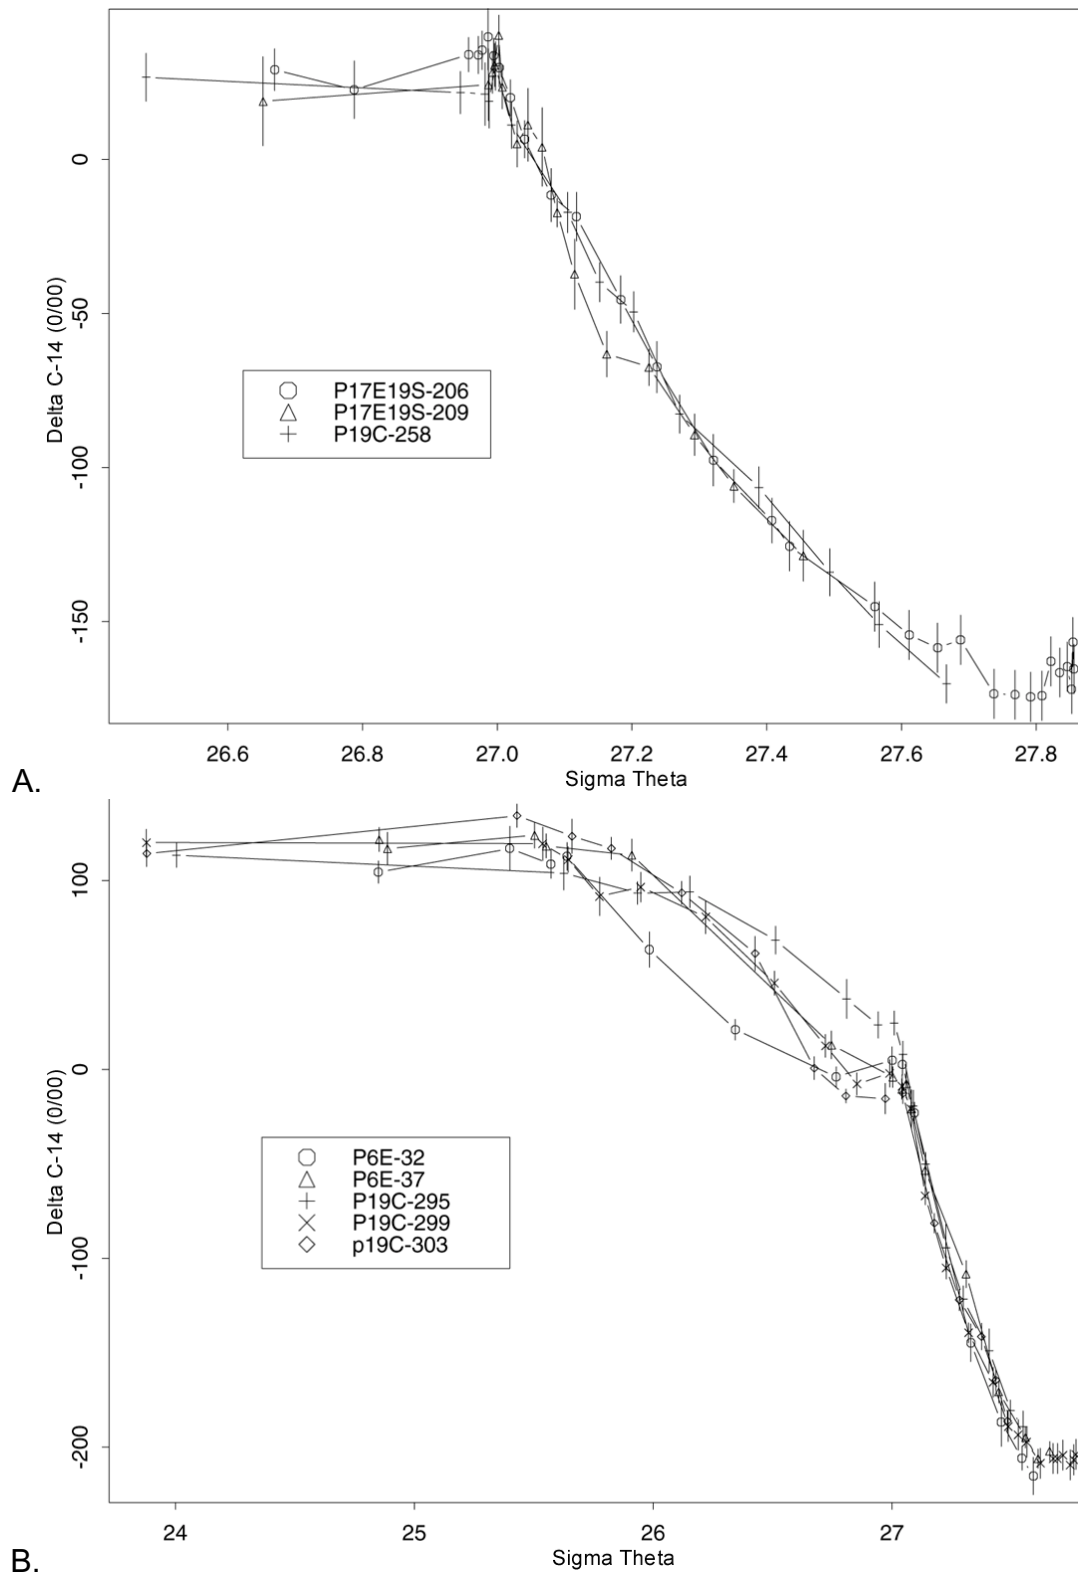 0
-50
-100
-150
Delta C-14 (0/00)
P17E19S-206
P17E19S-209
P19C-258
26.6 26.8 27.0 27.2 27.4 27.6 27.8
Sigma Theta
A.
100
0
-100
-200
Delta C-14 (0/00)
P6E-32
P6E-37
P19C-295
P19C-299
p19C-303
24 25 26 27
Sigma Theta
B.